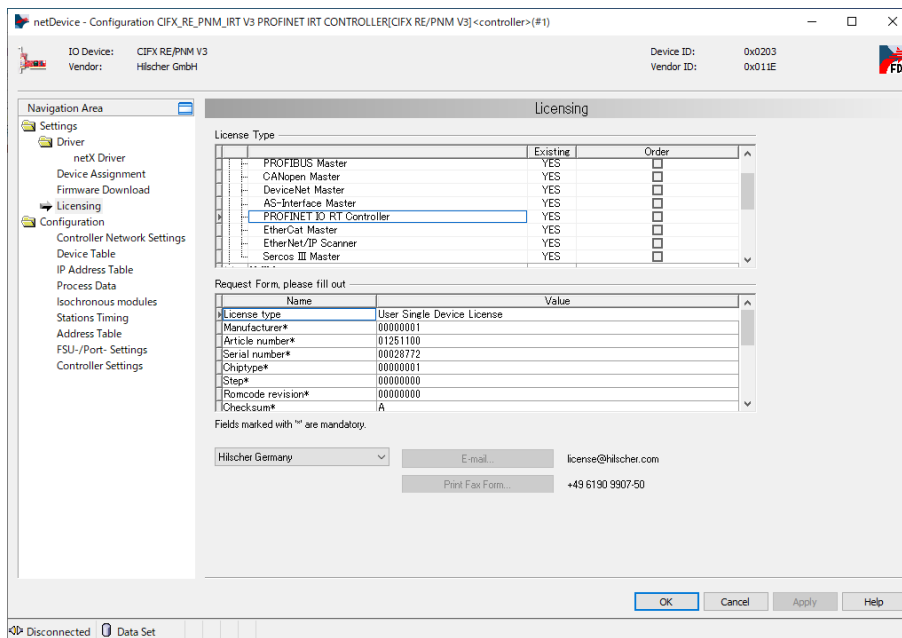 netDevice - Configuration CIFX_RE_PNM_IRT V3 PROFINET IRT CONTROLLER[CIFX RE/PNM V3]<controller>(#1)
IO Device: CIFX RE/PNM V3 Device ID: 0x0203
Vendor: Hilscher GmbH Vendor ID: 0x011E
FD
Navigation Area
Settings
Driver
netX Driver
Device Assignment
Firmware Download
Licensing
Configuration
Controller Network Settings
Device Table
IP Address Table
Process Data
Isochronous modules
Stations Timing
Address Table
FSU-/Port- Settings
Controller Settings
Licensing
License Type
Existing Order
PROFIBUS Master YES
CANopen Master YES
DeviceNet Master YES
AS-Interface Master YES
PROFINET IO RT Controller YES
EtherCat Master YES
EtherNet/IP Scanner YES
Sercos III Master YES
Request Form, please fill out
Name Value
License type User Single Device License
Manufacturer* 00000001
Article number* 01251100
Serial number* 00028772
Chiptype* 00000001
Step* 00000000
Romcode revision* 00000000
Checksum* A
Fields marked with '*' are mandatory.
Hilscher Germany E-mail... license@hilscher.com
Print Fax Form... +49 6190 9907-50
OK Cancel Apply Help
Disconnected Data Set